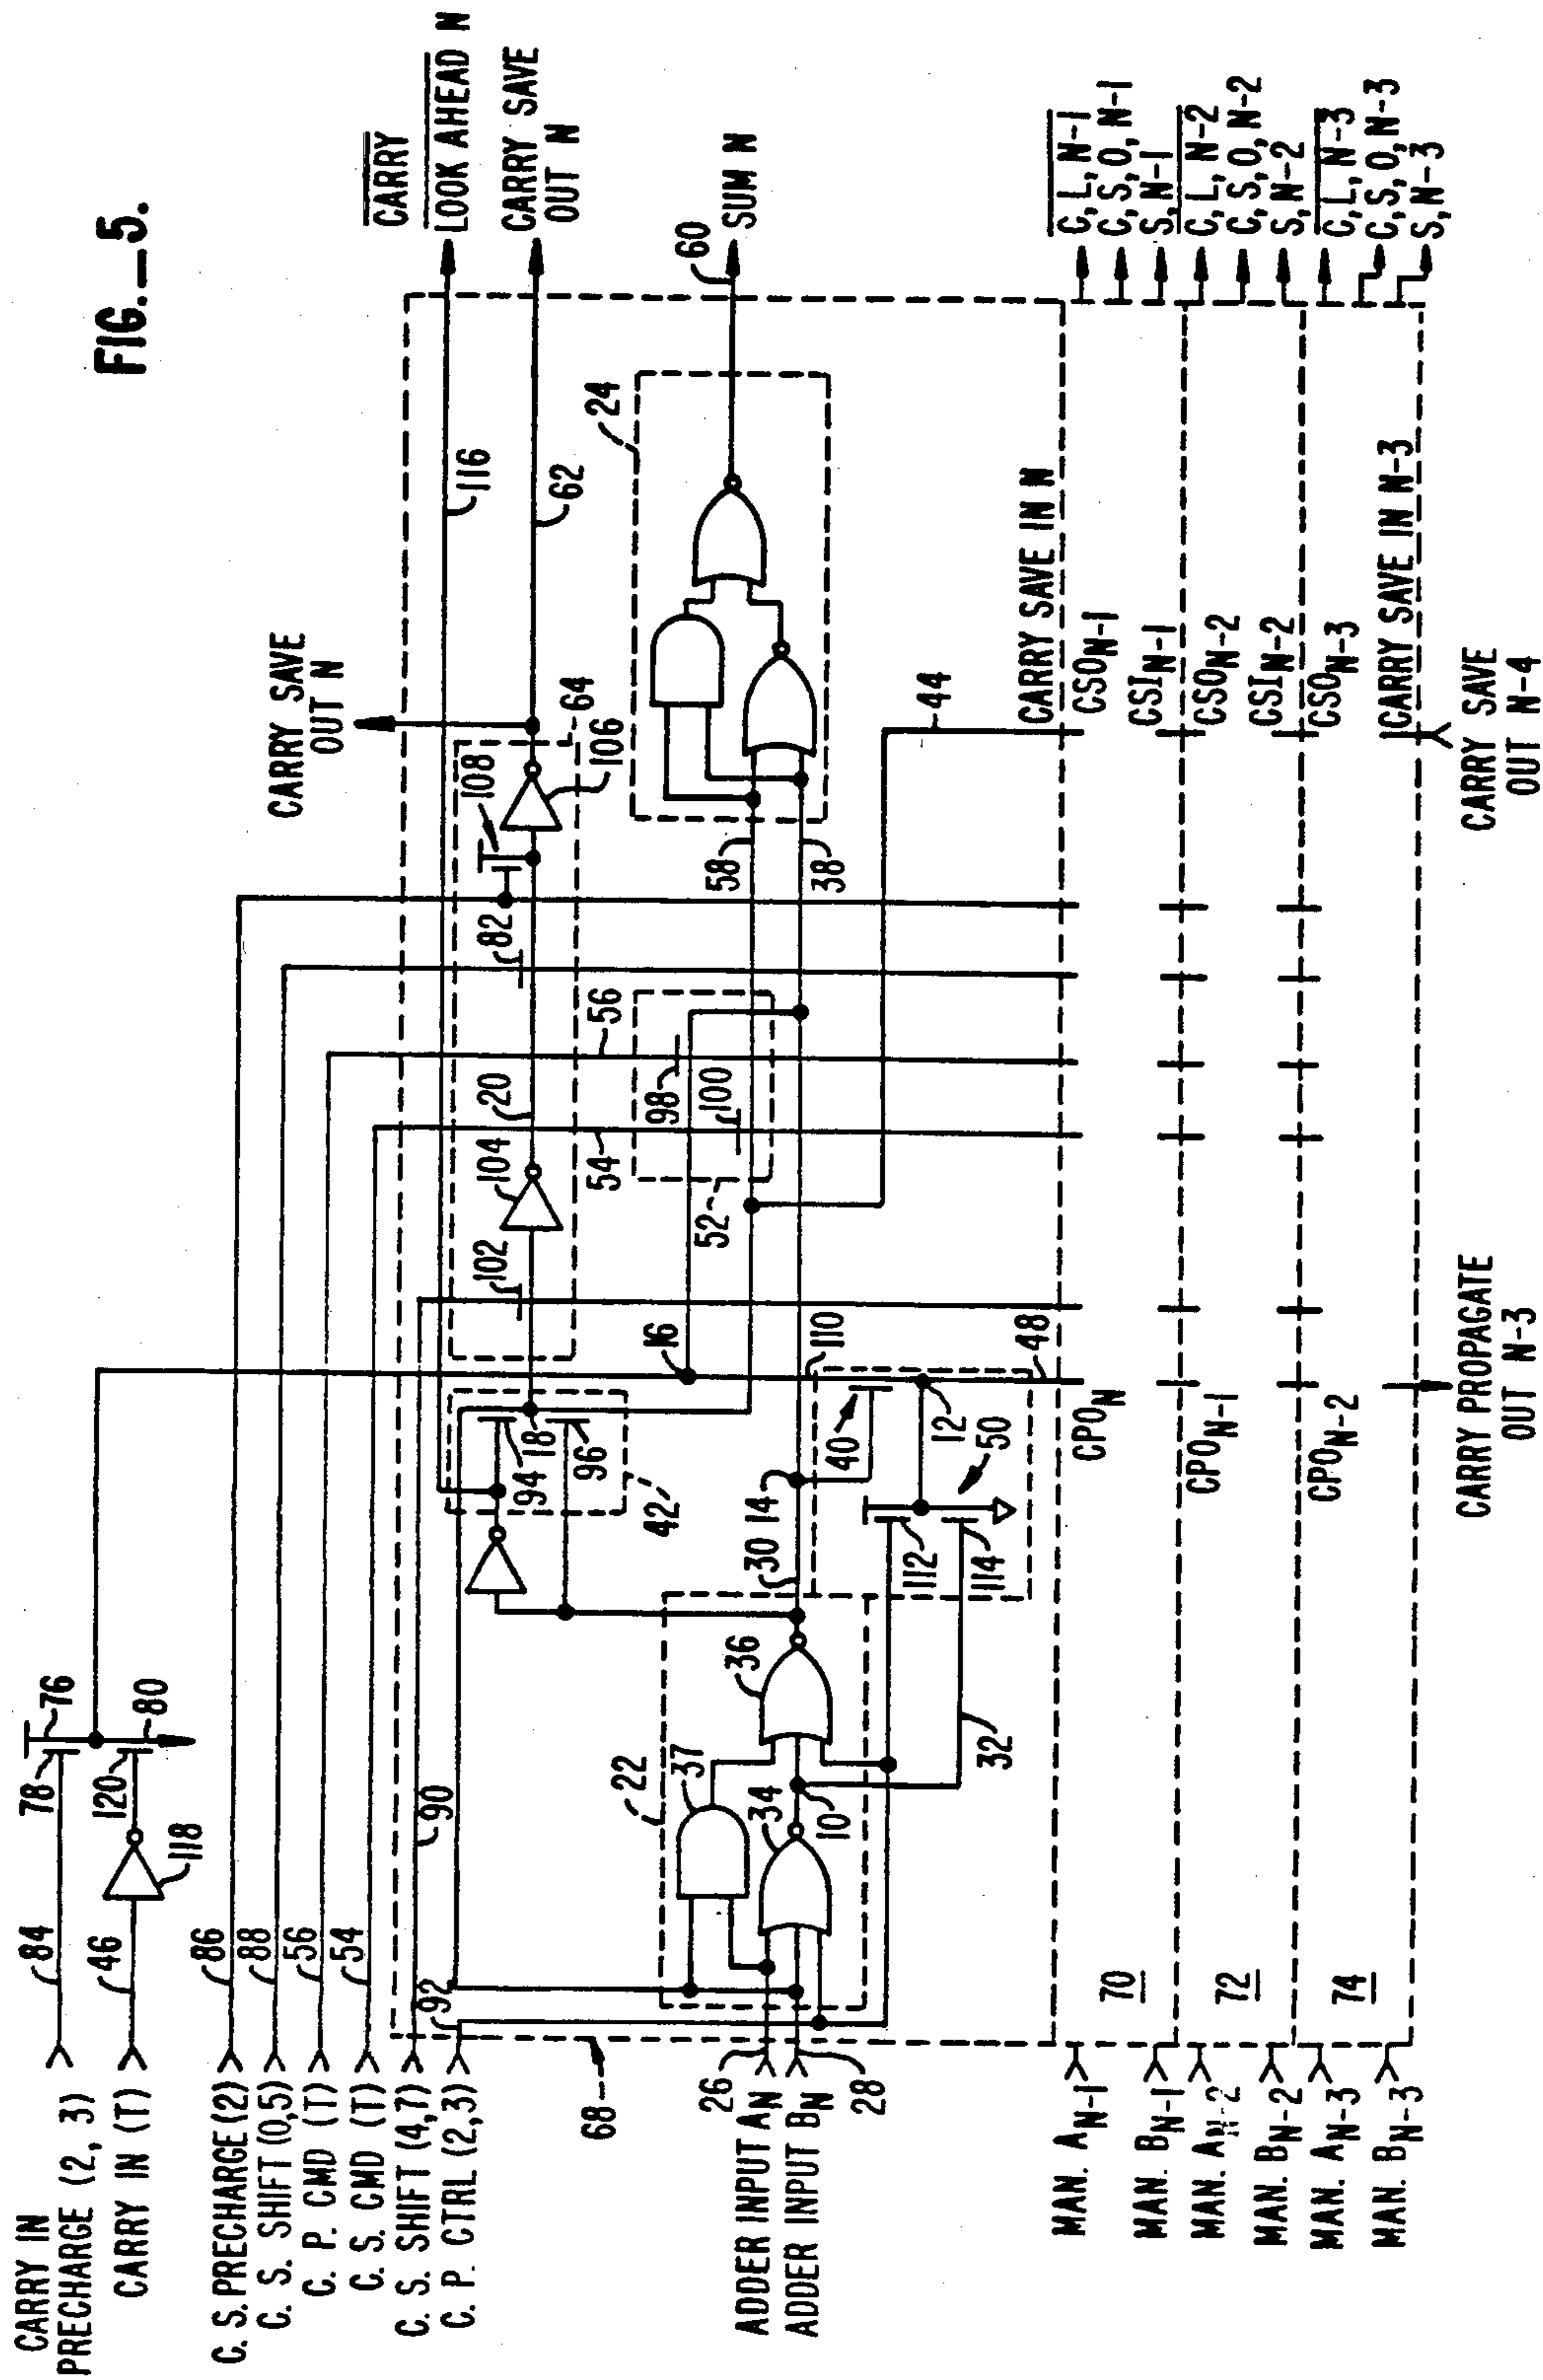 FIG._5.
CARRY IN
PRECHARGE (2, 3)
CARRY IN (T)
C. S. PRECHARGE (2)
C. S. SHIFT (0,5)
C. P. CMD (T)
C. S. CMD (T)
C. S. SHIFT (4,7)
C. P. CTRL (2,3)
ADDER INPUT AN
ADDER INPUT BN
MAN. AN-1
MAN. BN-1
MAN. AN-2
MAN. BN-2
MAN. AN-3
MAN. BN-3
84
46
86
88
56
54
90
92
68
26
28
78
76
120
80
118
22
37
34
36
10
32
30
14
40
12
50
112
114
110
48
16
42
94
18
96
102
104
20
54
56
52
98
100
82
108
106
64
58
38
44
24
116
62
60
70
72
74
CARRY SAVE
OUT N
CARRY
LOOK AHEAD N
CARRY SAVE
OUT N
SUM N
CARRY SAVE IN N
CPON
CPON-1
CPON-2
CSON-1
CSIN-1
CSON-2
CSIN-2
CSON-3
CARRY SAVE IN N-3
C,L,N-1
C,S,O,N-1
S,N-1
C,L,N-2
C,S,O,N-2
S,N-2
C,L,N-3
C,S,O,N-3
S,N-3
CARRY PROPAGATE
OUT N-3
CARRY SAVE
OUT N-4